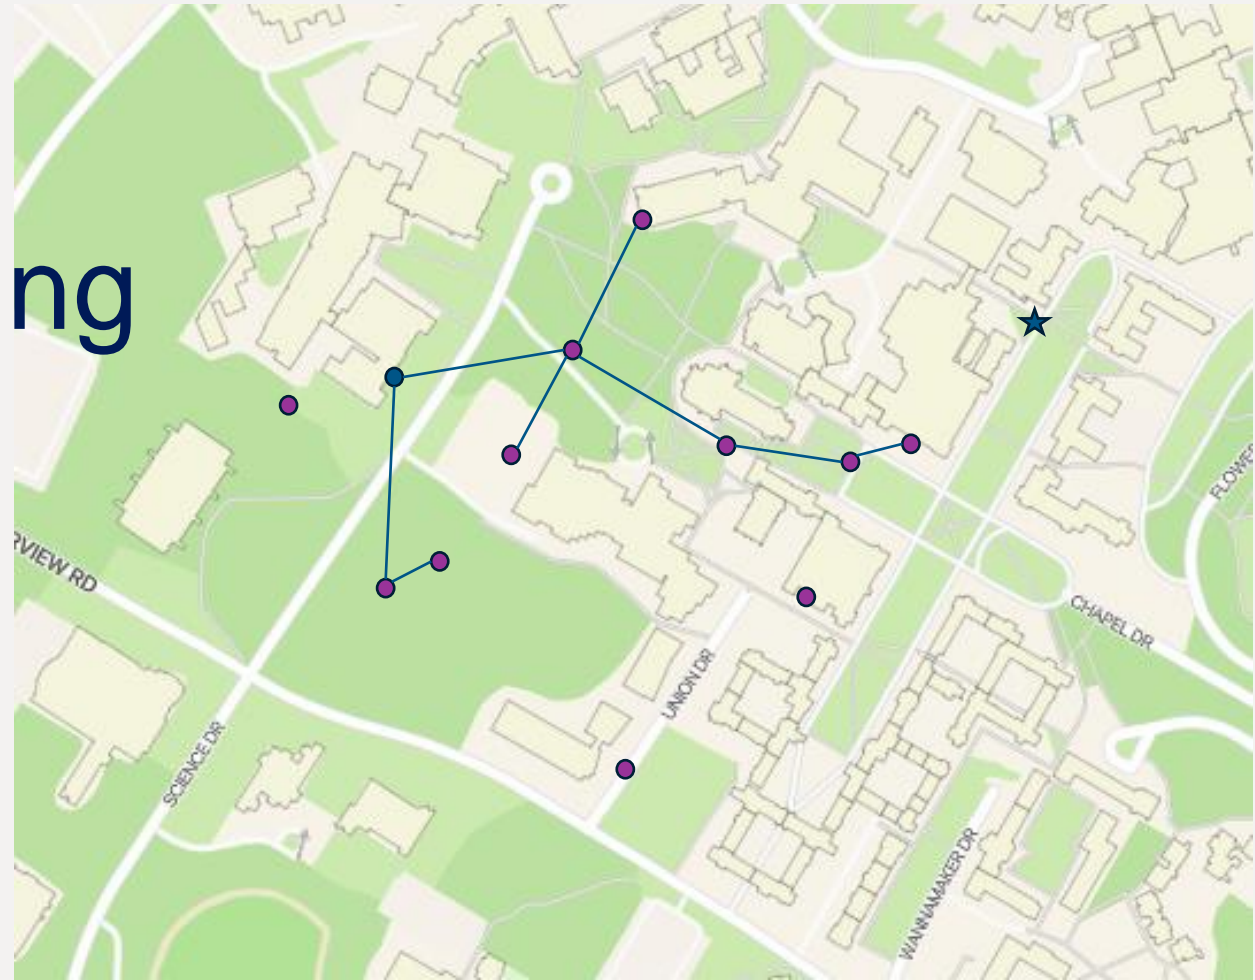 ng
RVIEW RD
SCIENCE DR
UNION DR
CHAPEL DR
WANNAMAKER DR
FLOWE